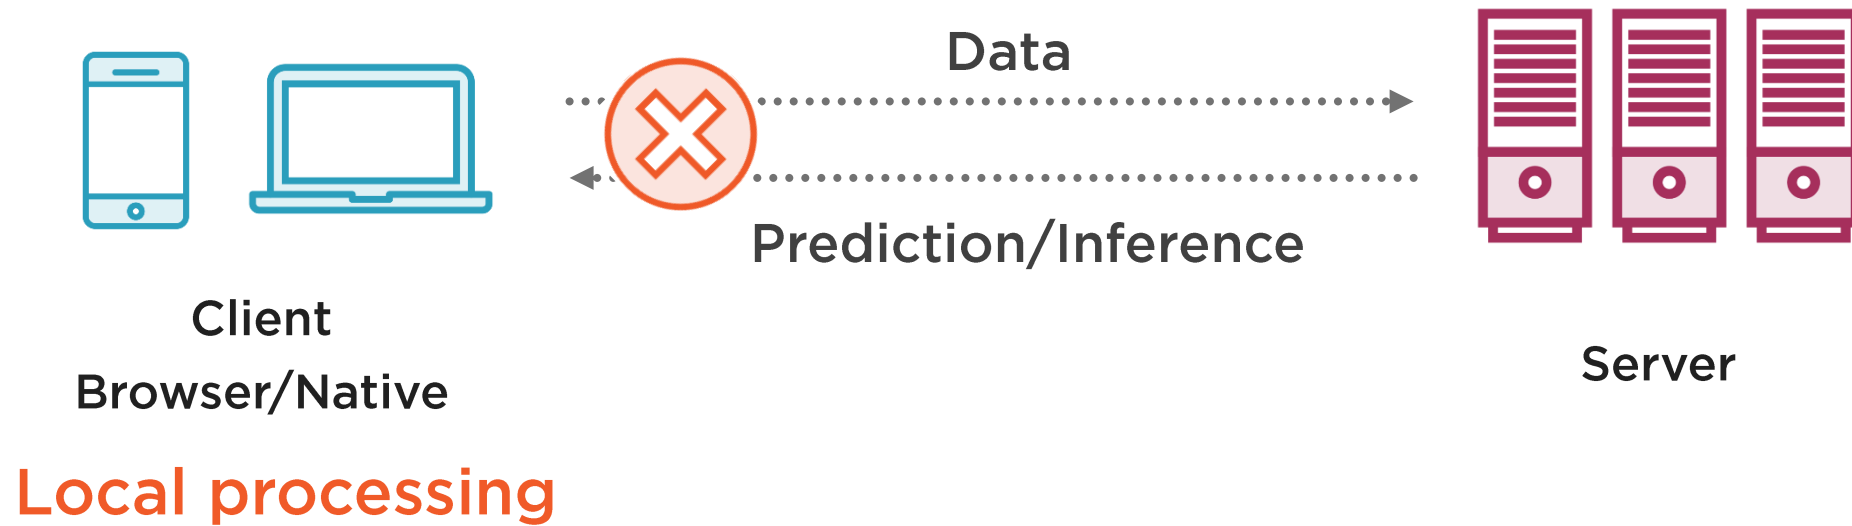 Data
Prediction/Inference
Client
Browser/Native
Server
Local processing